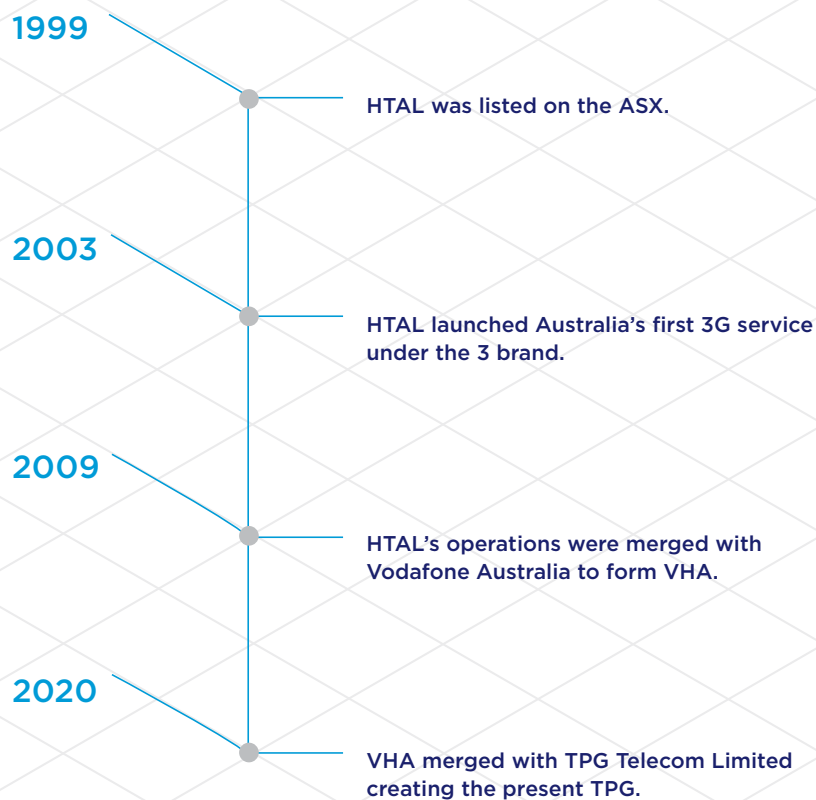 1999
HTAL was listed on the ASX.
2003
HTAL launched Australia’s first 3G service
under the 3 brand.
2009
HTAL’s operations were merged with
Vodafone Australia to form VHA.
2020
VHA merged with TPG Telecom Limited
creating the present TPG.